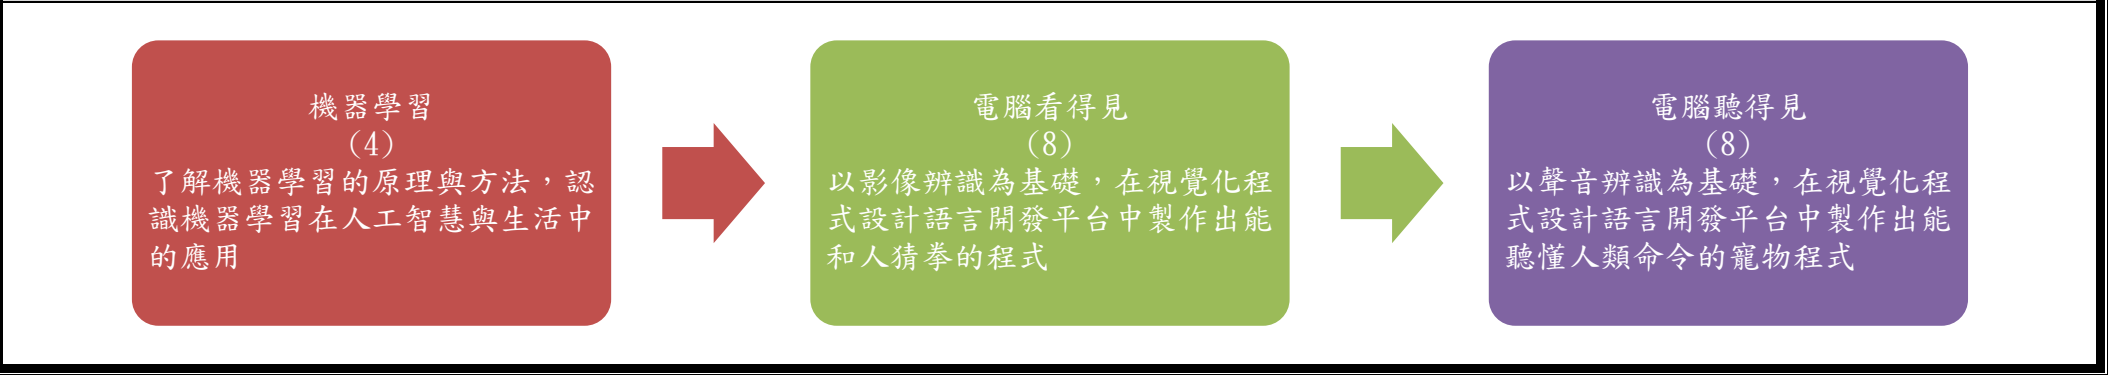 機器學習
(4)
了解機器學習的原理與方法，認
識機器學習在人工智慧與生活中
的應用
電腦看得見
(8)
以影像辨識為基礎，在視覺化程
式設計語言開發平台中製作出能
和人猜拳的程式
電腦聽得見
(8)
以聲音辨識為基礎，在視覺化程
式設計語言開發平台中製作出能
聽懂人類命令的寵物程式